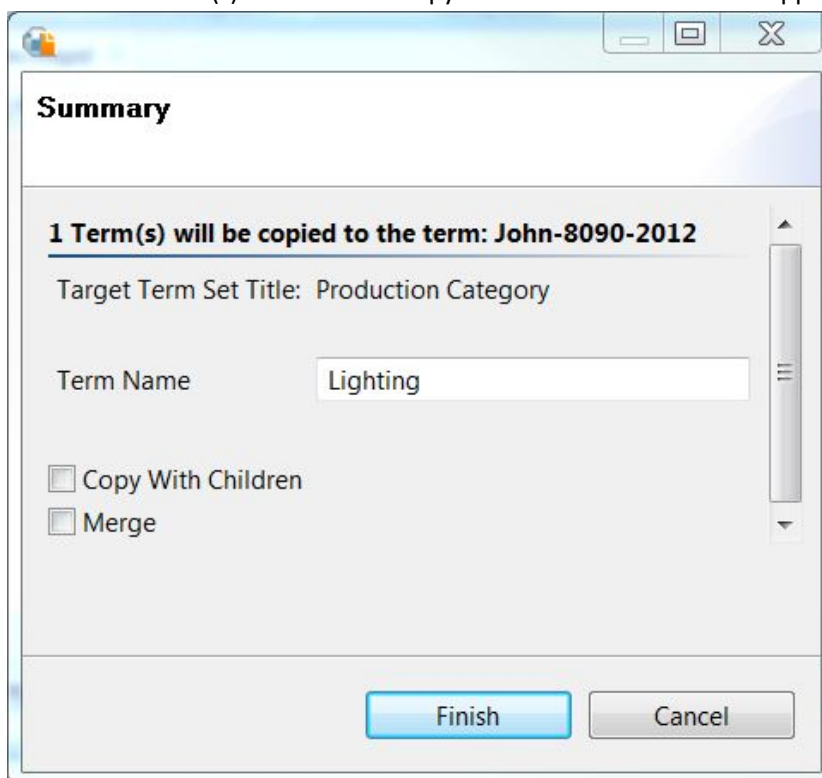 Summary
1 Term(s) will be copied to the term: John-8090-2012
Target Term Set Title: Production Category
Term Name Lighting
Copy With Children
Merge
Finish Cancel